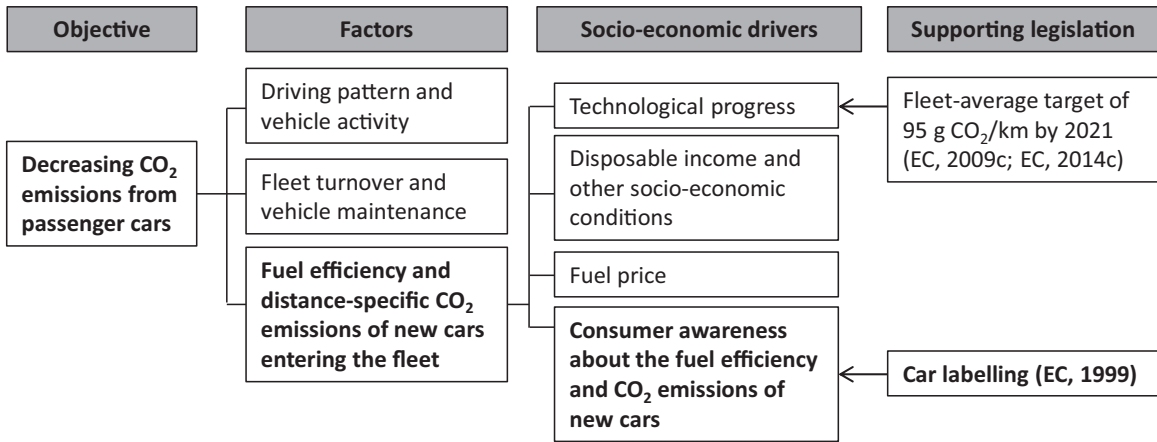 Objective
Factors
Socio-economic drivers
Supporting legislation
Decreasing CO₂
emissions from
passenger cars
Driving pattern and
vehicle activity
Fleet turnover and
vehicle maintenance
Fuel efficiency and
distance-specific CO₂
emissions of new cars
entering the fleet
Technological progress
Disposable income and
other socio-economic
conditions
Fuel price
Consumer awareness
about the fuel efficiency
and CO₂ emissions of
new cars
Fleet-average target of
95 g CO₂/km by 2021
(EC, 2009c; EC, 2014c)
Car labelling (EC, 1999)